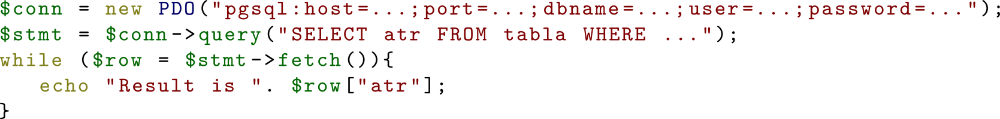 $conn = new PDO("pgsql:host=...;port=...;dbname=...;user=...;password=...");
$stmt = $conn->query("SELECT atr FROM tabla WHERE ...");
while ($row = $stmt->fetch()){
   echo "Result is ". $row["atr"];
}